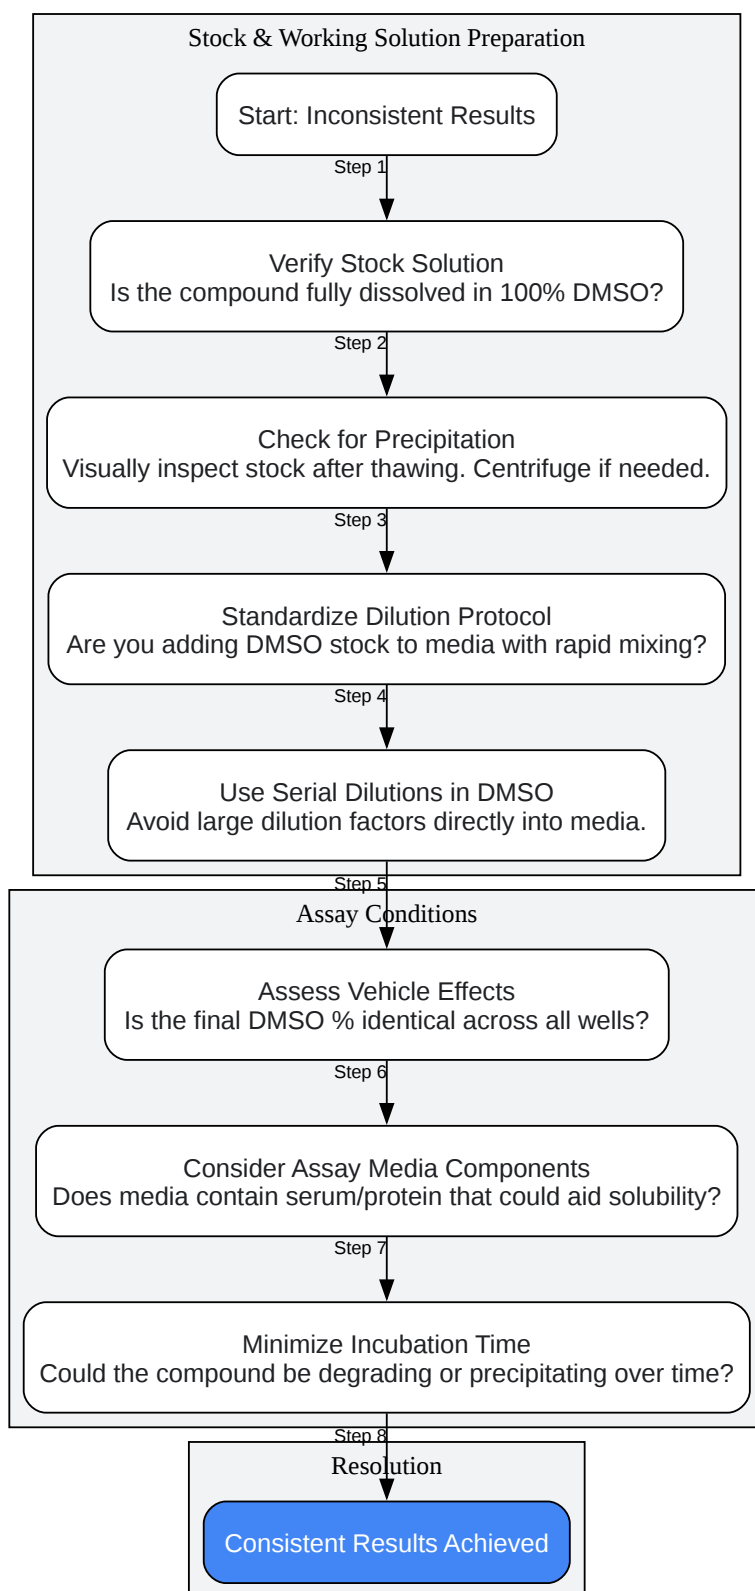 Stock & Working Solution Preparation
Start: Inconsistent Results
Step 1
Verify Stock Solution
Is the compound fully dissolved in 100% DMSO?
Step 2
Check for Precipitation
Visually inspect stock after thawing. Centrifuge if needed.
Step 3
Standardize Dilution Protocol
Are you adding DMSO stock to media with rapid mixing?
Step 4
Use Serial Dilutions in DMSO
Avoid large dilution factors directly into media.
Step 5
Assay Conditions
Assess Vehicle Effects
Is the final DMSO % identical across all wells?
Step 6
Consider Assay Media Components
Does media contain serum/protein that could aid solubility?
Step 7
Minimize Incubation Time
Could the compound be degrading or precipitating over time?
Step 8
Resolution
Consistent Results Achieved